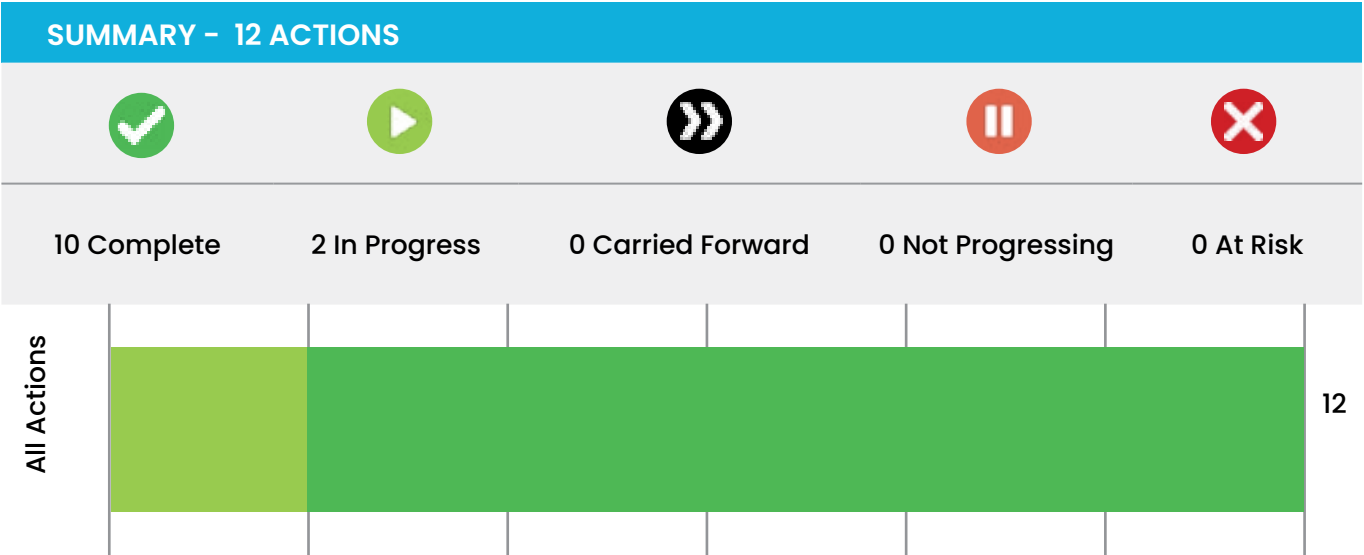 SUMMARY - 12 ACTIONS
10 Complete
2 In Progress
0 Carried Forward
0 Not Progressing
0 At Risk
All Actions
12